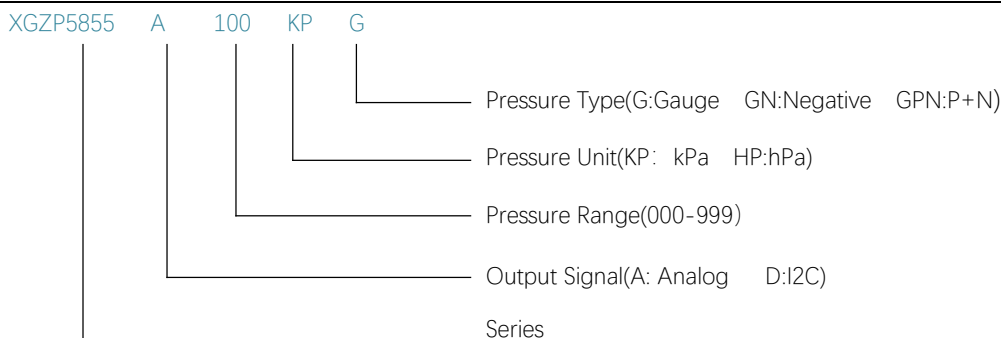 XGZP5855 A 100 KP G
Pressure Type(G:Gauge GN:Negative GPN:P+N)
Pressure Unit(KP： kPa HP:hPa)
Pressure Range(000-999）
Output Signal(A: Analog D:I2C)
Series